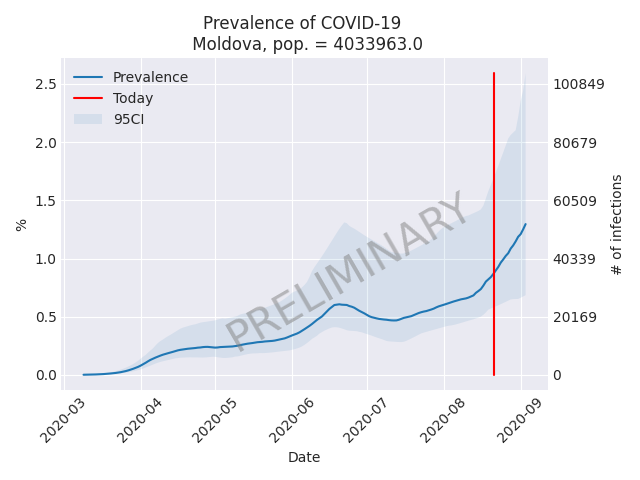 Prevalence of COVID-19
Moldova, pop. = 4033963.0
Prevalence
Today
95CI
PRELIMINARY
2.5
2.0
1.5
1.0
0.5
0.0
%
100849
80679
60509
40339
20169
0
# of infections
2020-03
2020-04
2020-05
2020-06
2020-07
2020-08
2020-09
Date